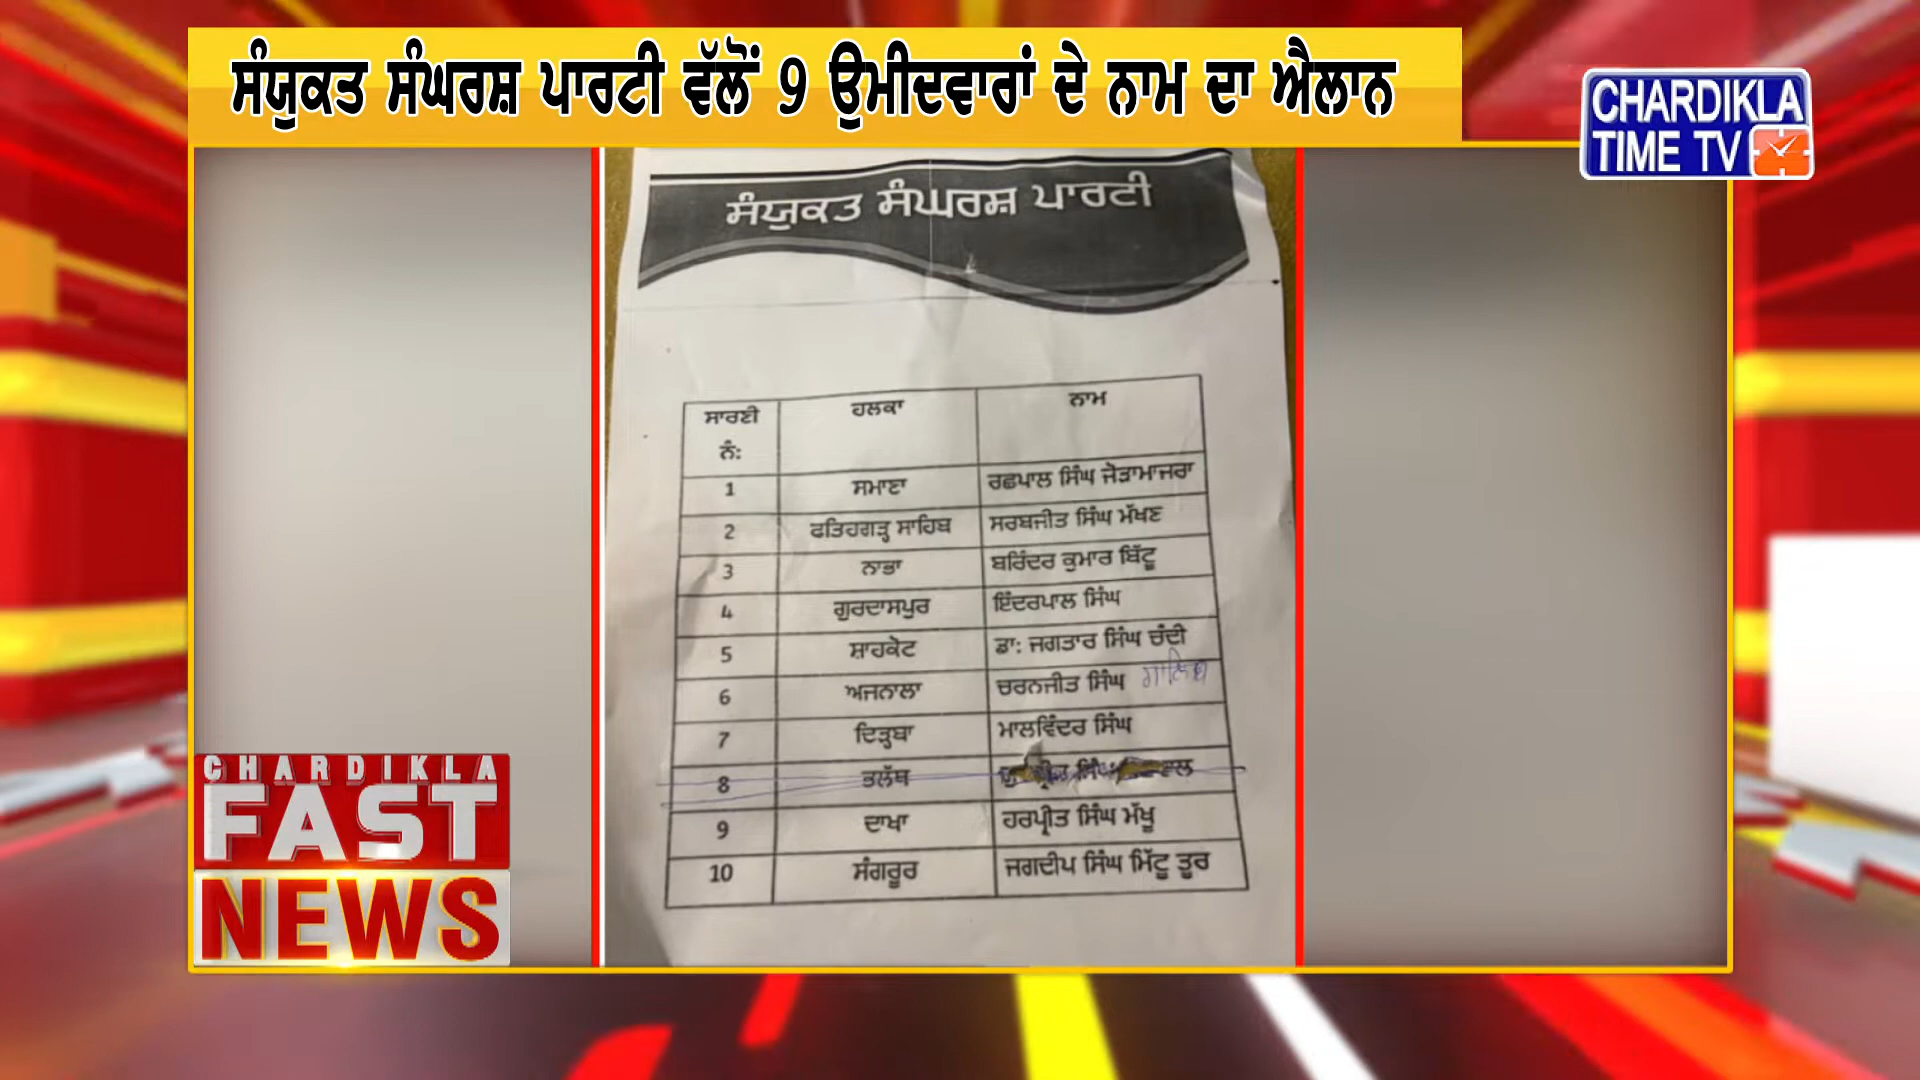 ਸੰਯੁਕਤ ਸੰਘਰਸ਼ ਪਾਰਟੀ ਵੱਲੋਂ 9 ਉਮੀਦਵਾਰਾਂ ਦੇ ਨਾਮ ਦਾ ਐਲਾਨ
CHARDIKLA
TIME TV
ਸੰਯੁਕਤ ਸੰਘਰਸ਼ ਪਾਰਟੀ
ਸਾਰਣੀ ਨੰ: ਹਲਕਾ ਨਾਮ
1 ਸਮਾਣਾ ਰਛਪਾਲ ਸਿੰਘ ਜੋੜਾਮਾਜਰਾ
2 ਫਤਿਹਗੜ੍ਹ ਸਾਹਿਬ ਸਰਬਜੀਤ ਸਿੰਘ ਮੱਖਣ
3 ਨਾਭਾ ਬਰਿੰਦਰ ਕੁਮਾਰ ਬਿੱਟੂ
4 ਗੁਰਦਾਸਪੁਰ ਇੰਦਰਪਾਲ ਸਿੰਘ
5 ਸ਼ਾਹਕੋਟ ਡਾ: ਜਗਤਾਰ ਸਿੰਘ ਚੰਦੀ
6 ਅਜਨਾਲਾ ਚਰਨਜੀਤ ਸਿੰਘ ਗਾਲਿਬ
7 ਦਿੜ੍ਹਬਾ ਮਾਲਵਿੰਦਰ ਸਿੰਘ
8 ਭਲੱਥ ਸਿੰਘ
9 ਦਾਖਾ ਹਰਪ੍ਰੀਤ ਸਿੰਘ ਮੱਖੂ
10 ਸੰਗਰੂਰ ਜਗਦੀਪ ਸਿੰਘ ਮਿੰਟੂ ਤੂਰ
CHARDIKLA
FAST
NEWS